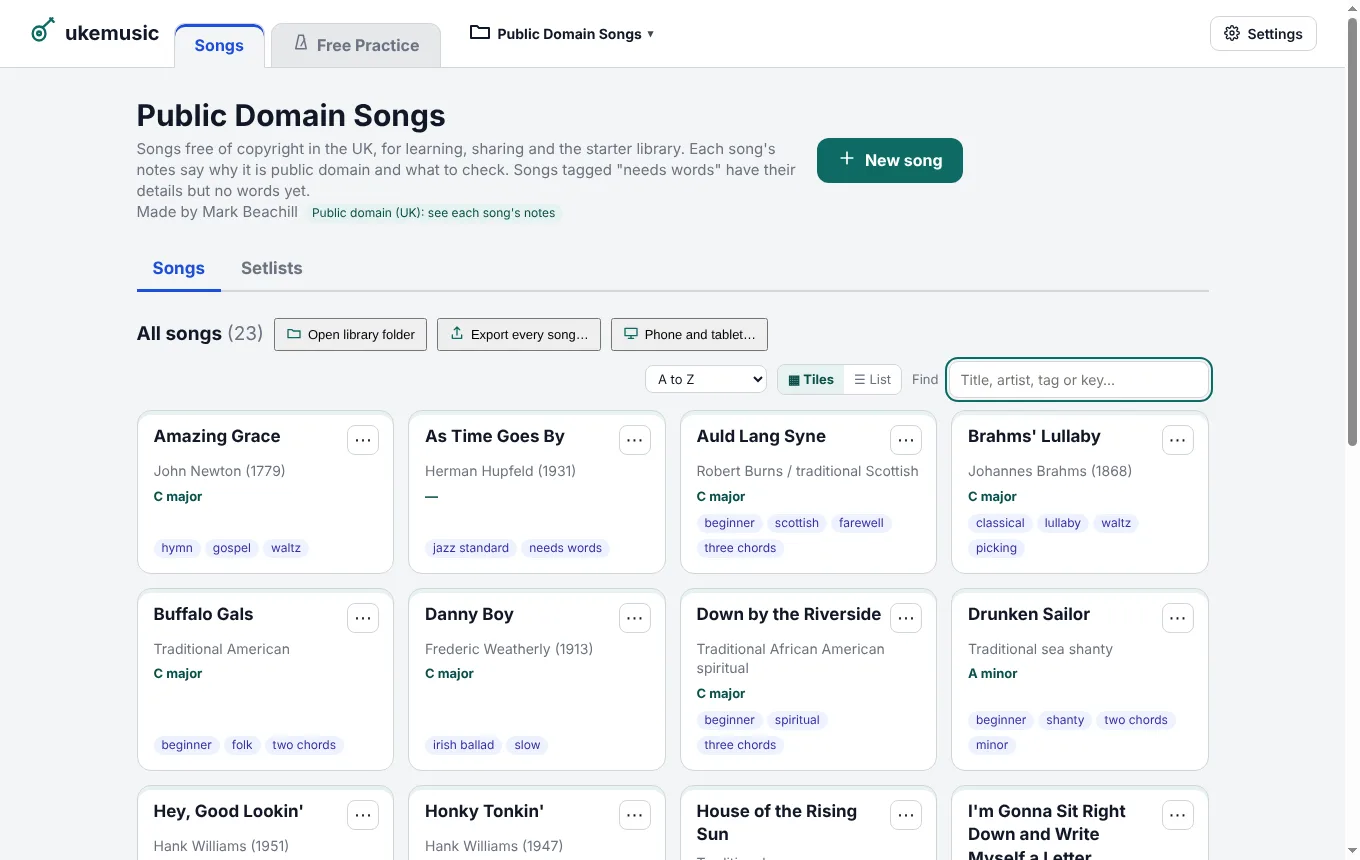 ukemusic
Songs
Free Practice
Public Domain Songs ▾
Settings
Public Domain Songs
Songs free of copyright in the UK, for learning, sharing and the starter library. Each song's
notes say why it is public domain and what to check. Songs tagged "needs words" have their
details but no words yet.
Made by Mark Beachill Public domain (UK): see each song's notes
+ New song
Songs Setlists
All songs (23) Open library folder Export every song… Phone and tablet…
A to Z Tiles List Find Title, artist, tag or key...
Amazing Grace ...
John Newton (1779)
C major
hymn gospel waltz
As Time Goes By ...
Herman Hupfeld (1931)
—
jazz standard needs words
Auld Lang Syne ...
Robert Burns / traditional Scottish
C major
beginner scottish farewell
three chords
Brahms' Lullaby ...
Johannes Brahms (1868)
C major
classical lullaby waltz
picking
Buffalo Gals ...
Traditional American
C major
beginner folk two chords
Danny Boy ...
Frederic Weatherly (1913)
C major
irish ballad slow
Down by the Riverside ...
Traditional African American
spiritual
C major
beginner spiritual
three chords
Drunken Sailor ...
Traditional sea shanty
A minor
beginner shanty two chords
minor
Hey, Good Lookin' ...
Hank Williams (1951)
Honky Tonkin' ...
Hank Williams (1947)
House of the Rising
Sun
...
I'm Gonna Sit Right
Down and Write
Myself a Letter
...